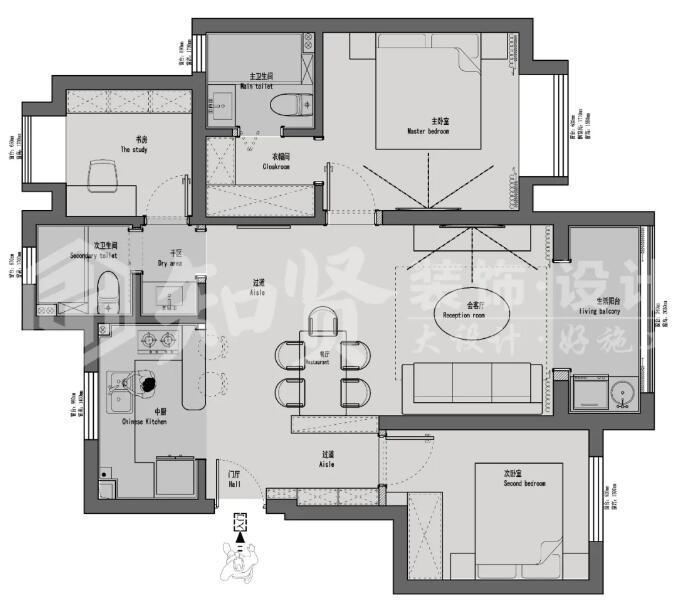 主卫生间
Main toilet
主卧室
Master bedroom
书房
The study
衣帽间
Cloakroom
次卫生间
Secondary toilet
干区
Dry area
过道
Aisle
会客厅
Reception room
生活阳台
living balcony
餐厅
Restaurant
中厨
Chinese Kitchen
过道
Aisle
门厅
Hall
次卧室
Second bedroom
入户
知贤
装饰·设计
大设计·好施工